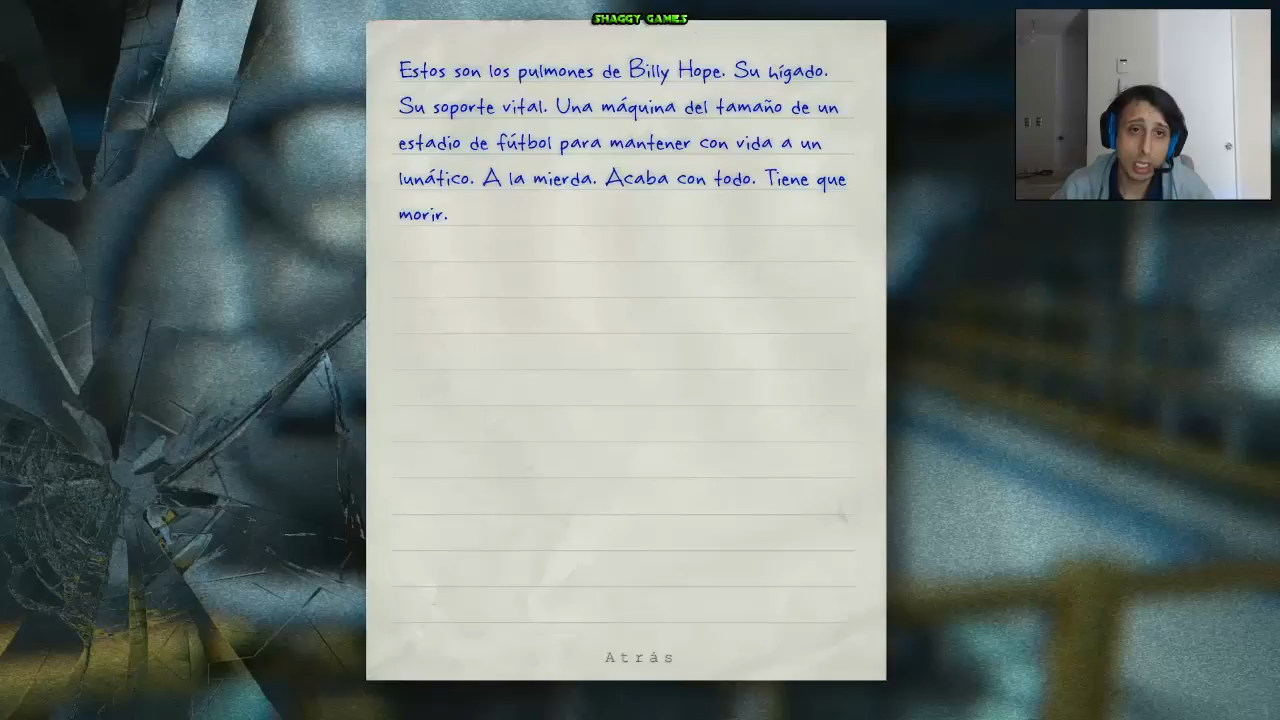 SHAGGY GAMES
Estos son los pulmones de Billy Hope. Su hígado.
Su soporte vital. Una máquina del tamaño de un
estadio de fútbol para mantener con vida a un
lunático. A la mierda. Acaba con todo. Tiene que
morir.
Atrás